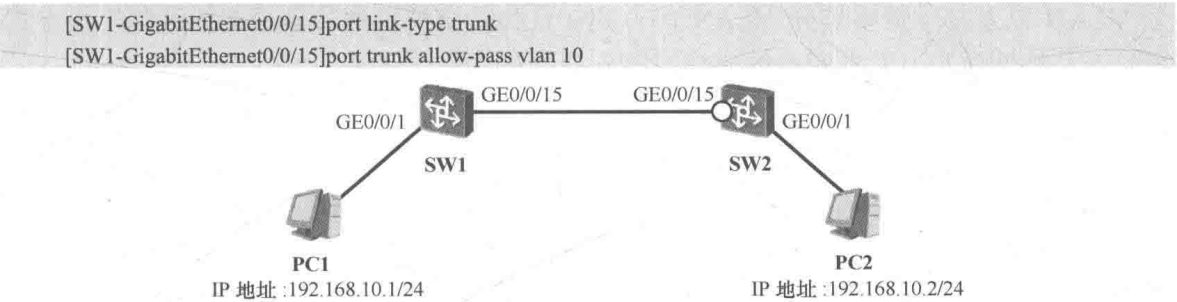 [SW1-GigabitEthernet0/0/15]port link-type trunk
[SW1-GigabitEthernet0/0/15]port trunk allow-pass vlan 10
GE0/0/15 GE0/0/15
GE0/0/1 GE0/0/1
SW1 SW2
PC1 PC2
IP 地址 :192.168.10.1/24 IP 地址 :192.168.10.2/24